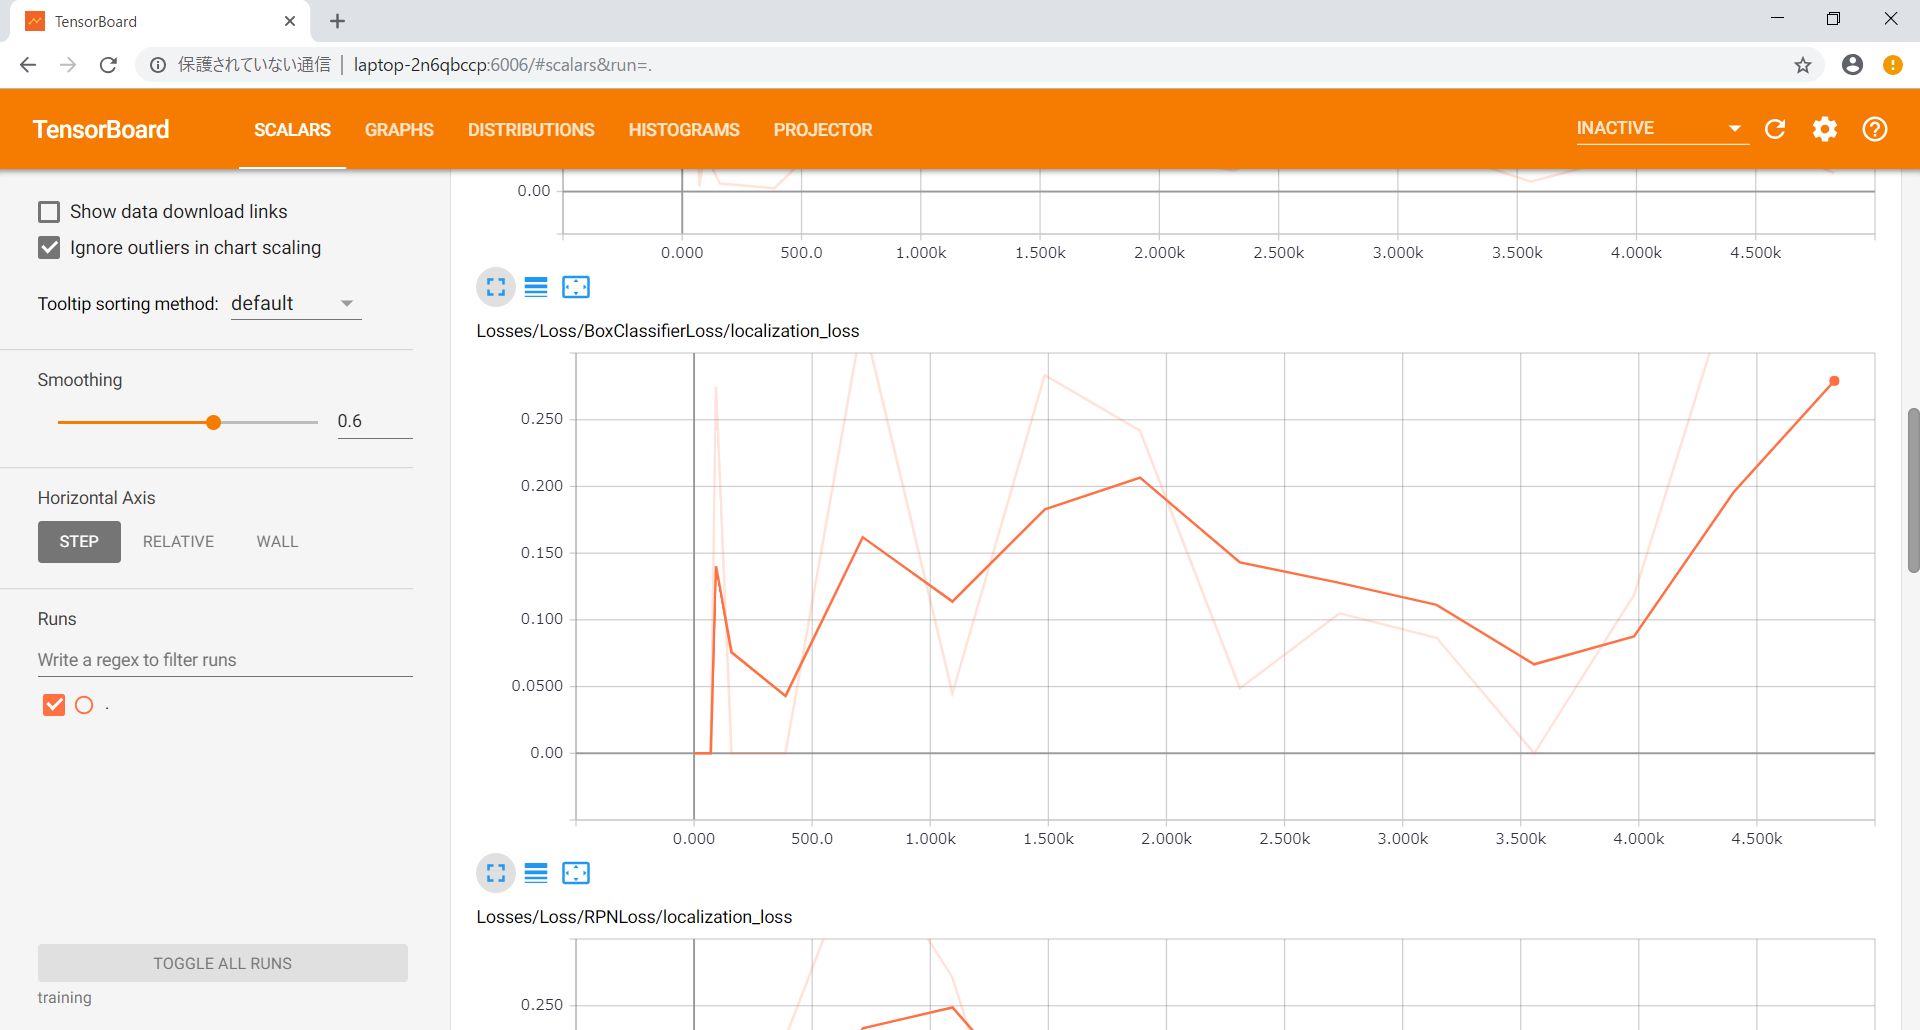 TensorBoard
保護されていない通信 | laptop-2n6qbccp:6006/#scalars&run=.
TensorBoard
SCALARS GRAPHS DISTRIBUTIONS HISTOGRAMS PROJECTOR INACTIVE
Show data download links
Ignore outliers in chart scaling
Tooltip sorting method: default
Smoothing
0.6
Horizontal Axis
STEP RELATIVE WALL
Runs
Write a regex to filter runs
.
TOGGLE ALL RUNS
training
0.00
0.000 500.0 1.000k 1.500k 2.000k 2.500k 3.000k 3.500k 4.000k 4.500k
Losses/Loss/BoxClassifierLoss/localization_loss
0.250
0.200
0.150
0.100
0.0500
0.00
0.000 500.0 1.000k 1.500k 2.000k 2.500k 3.000k 3.500k 4.000k 4.500k
Losses/Loss/RPNLoss/localization_loss
0.250